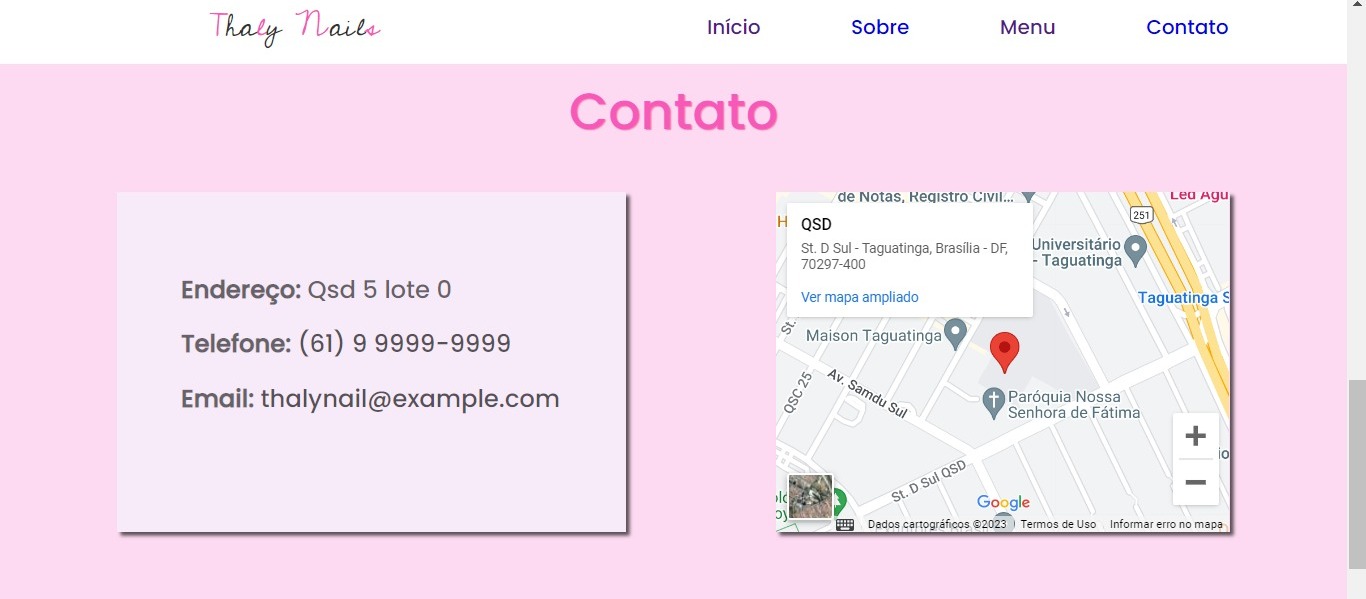 Thaly Nails
Início
Sobre
Menu
Contato
Contato
Endereço: Qsd 5 lote 0
Telefone: (61) 9 9999-9999
Email: thalynail@example.com
de Notas, Registro Civil...
Led Agu
QSD
St. D Sul - Taguatinga, Brasília - DF,
70297-400
Ver mapa ampliado
251
Universitário
- Taguatinga
Taguatinga S
St.
Maison Taguatinga
Av. Samdu Sul
QSC 25
Paróquia Nossa
Senhora de Fátima
St. D Sul QSD
Google
Dados cartográficos ©2023
Termos de Uso
Informar erro no mapa